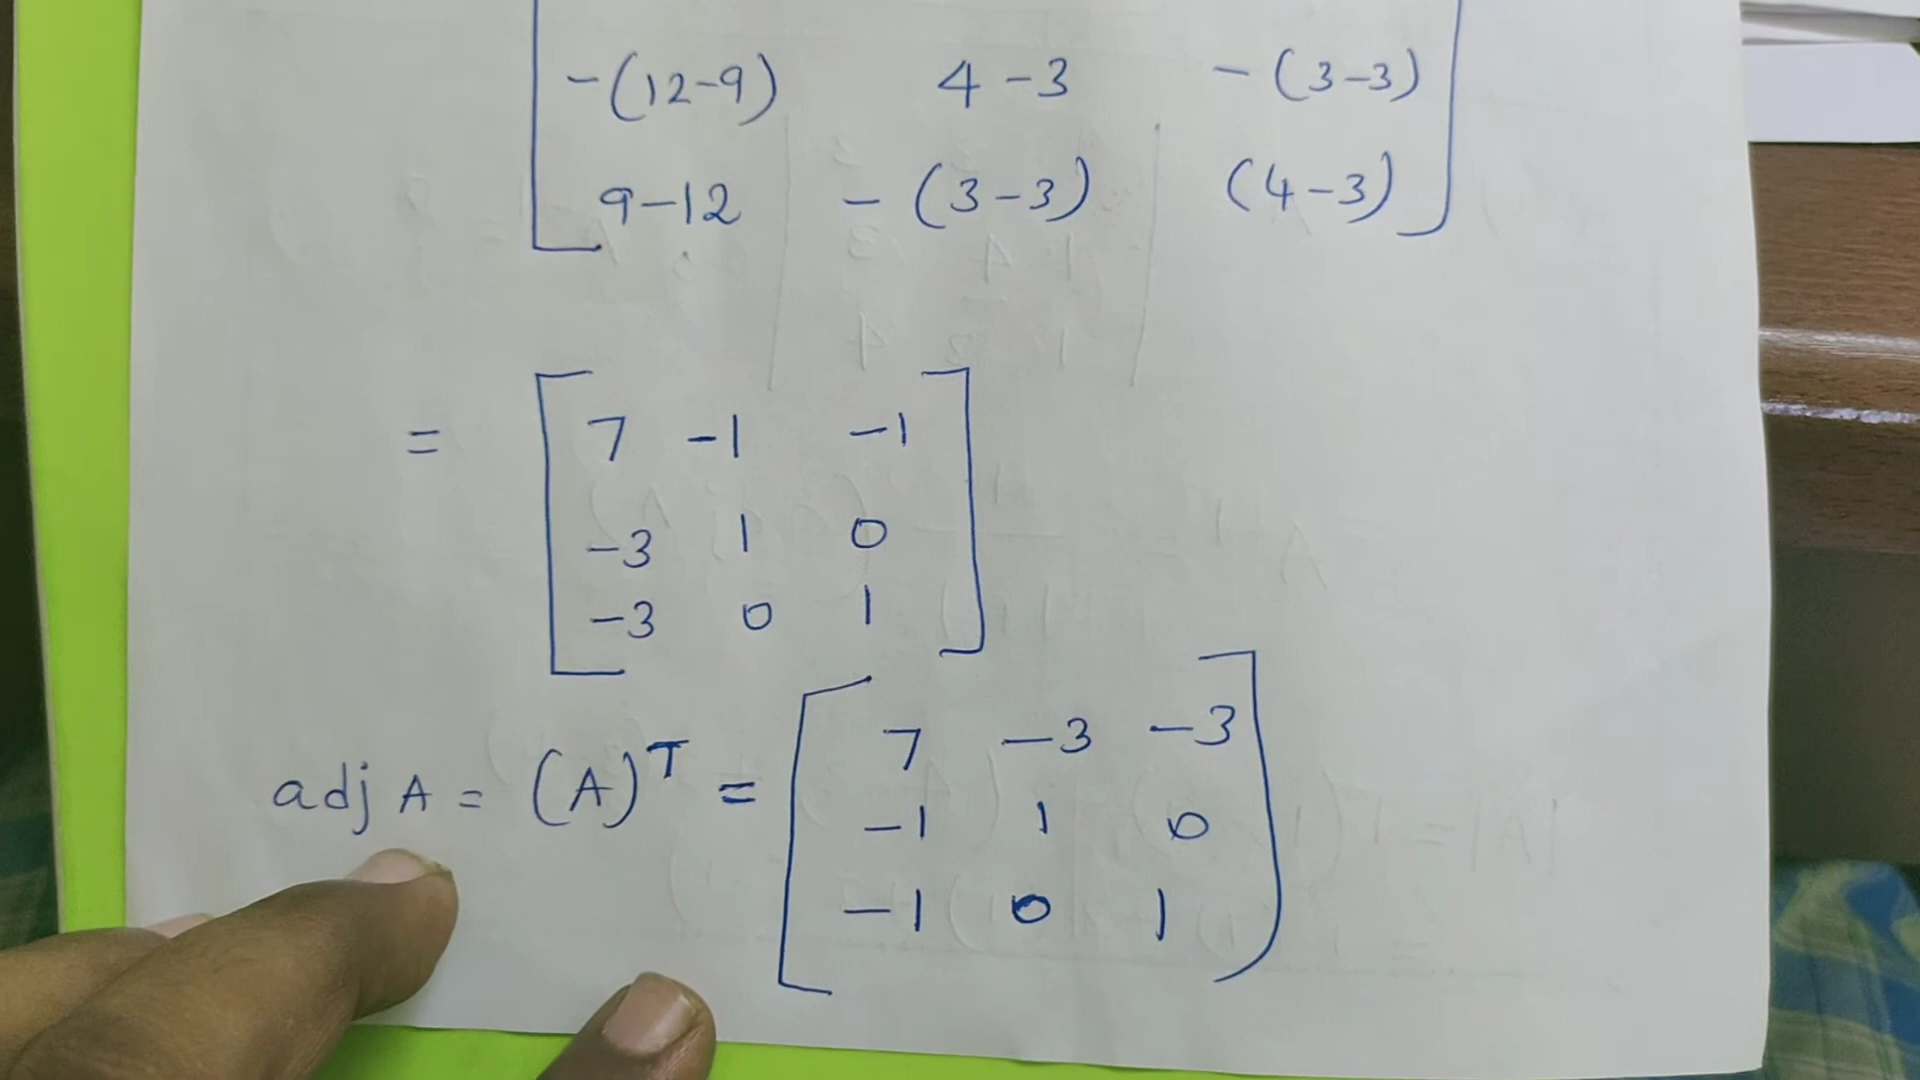 -(12-9) 4-3 -(3-3)
9-12 -(3-3) (4-3)
= 7 -1 -1
-3 1 0
-3 0 1
adj A = (A)ᵀ = 7 -3 -3
-1 1 0
-1 0 1